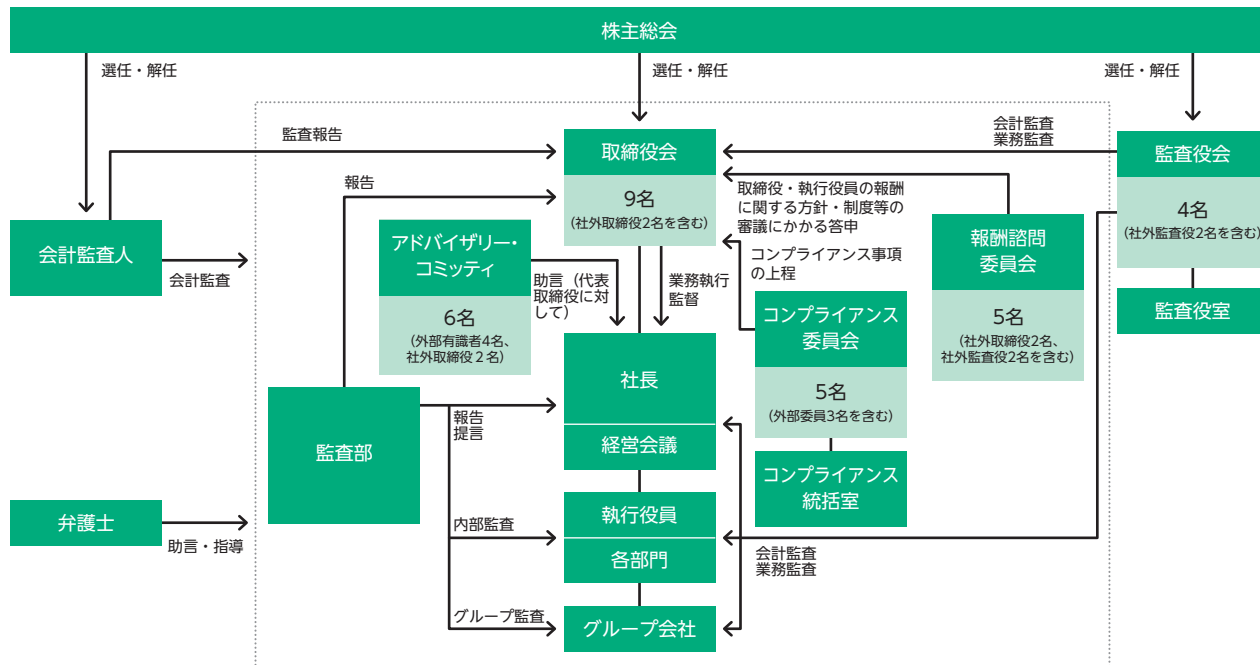 株主総会
選任・解任
選任・解任
選任・解任
監査報告
取締役会
9名
(社外取締役2名を含む)
会計監査
業務監査
監査役会
4名
(社外監査役2名を含む)
監査役室
報告
会計監査人
会計監査
アドバイザリー・
コミッティ
6名
(外部有識者4名、
社外取締役2名)
助言(代表
取締役に対
して)
業務執行
監督
取締役・執行役員の報酬
に関する方針・制度等の
審議にかかる答申
コンプライアンス事項
の上程
報酬諮問
委員会
5名
(社外取締役2名、
社外監査役2名を含む)
コンプライアンス
委員会
5名
(外部委員3名を含む)
コンプライアンス
統括室
社長
経営会議
監査部
報告
提言
弁護士
助言・指導
内部監査
執行役員
各部門
会計監査
業務監査
グループ監査
グループ会社